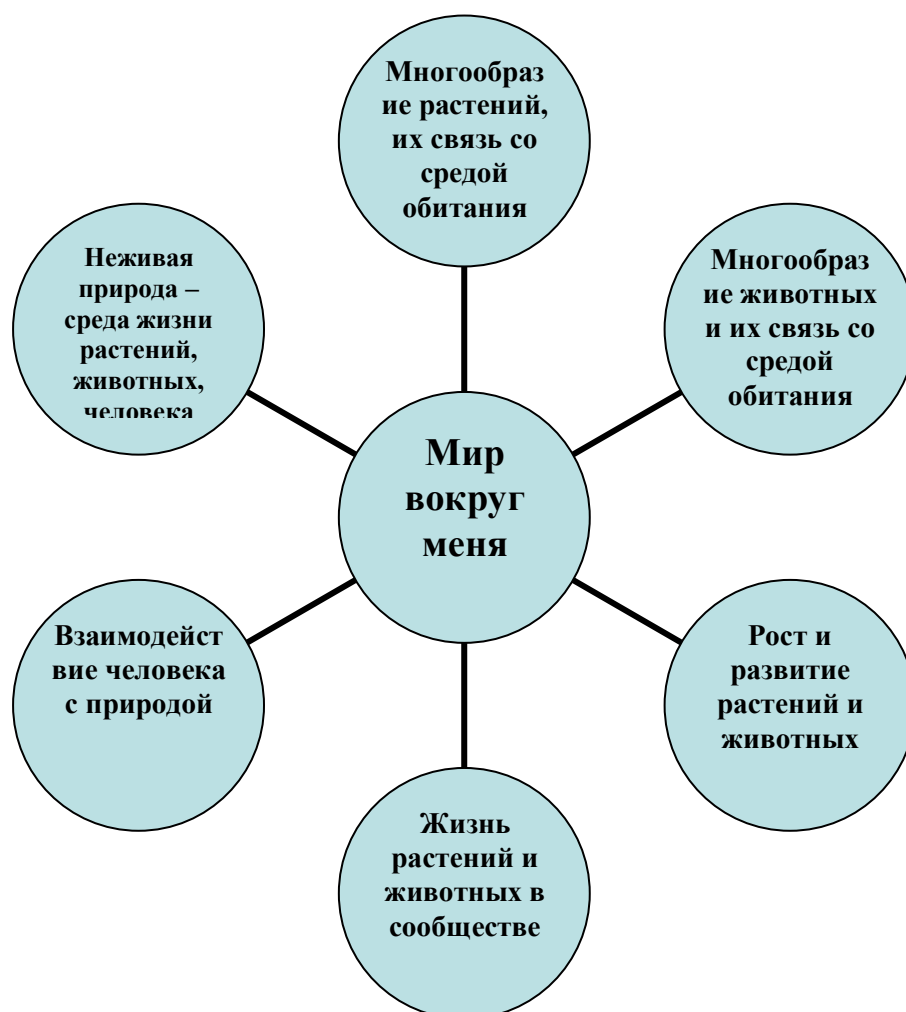 Многообраз
ие растений,
их связь со
средой
обитания
Многообраз
ие животных
и их связь со
средой
обитания
Рост и
развитие
растений и
животных
Жизнь
растений и
животных в
сообществе
Взаимодейст
вие человека
с природой
Неживая
природа –
среда жизни
растений,
животных,
человека
Мир
вокруг
меня